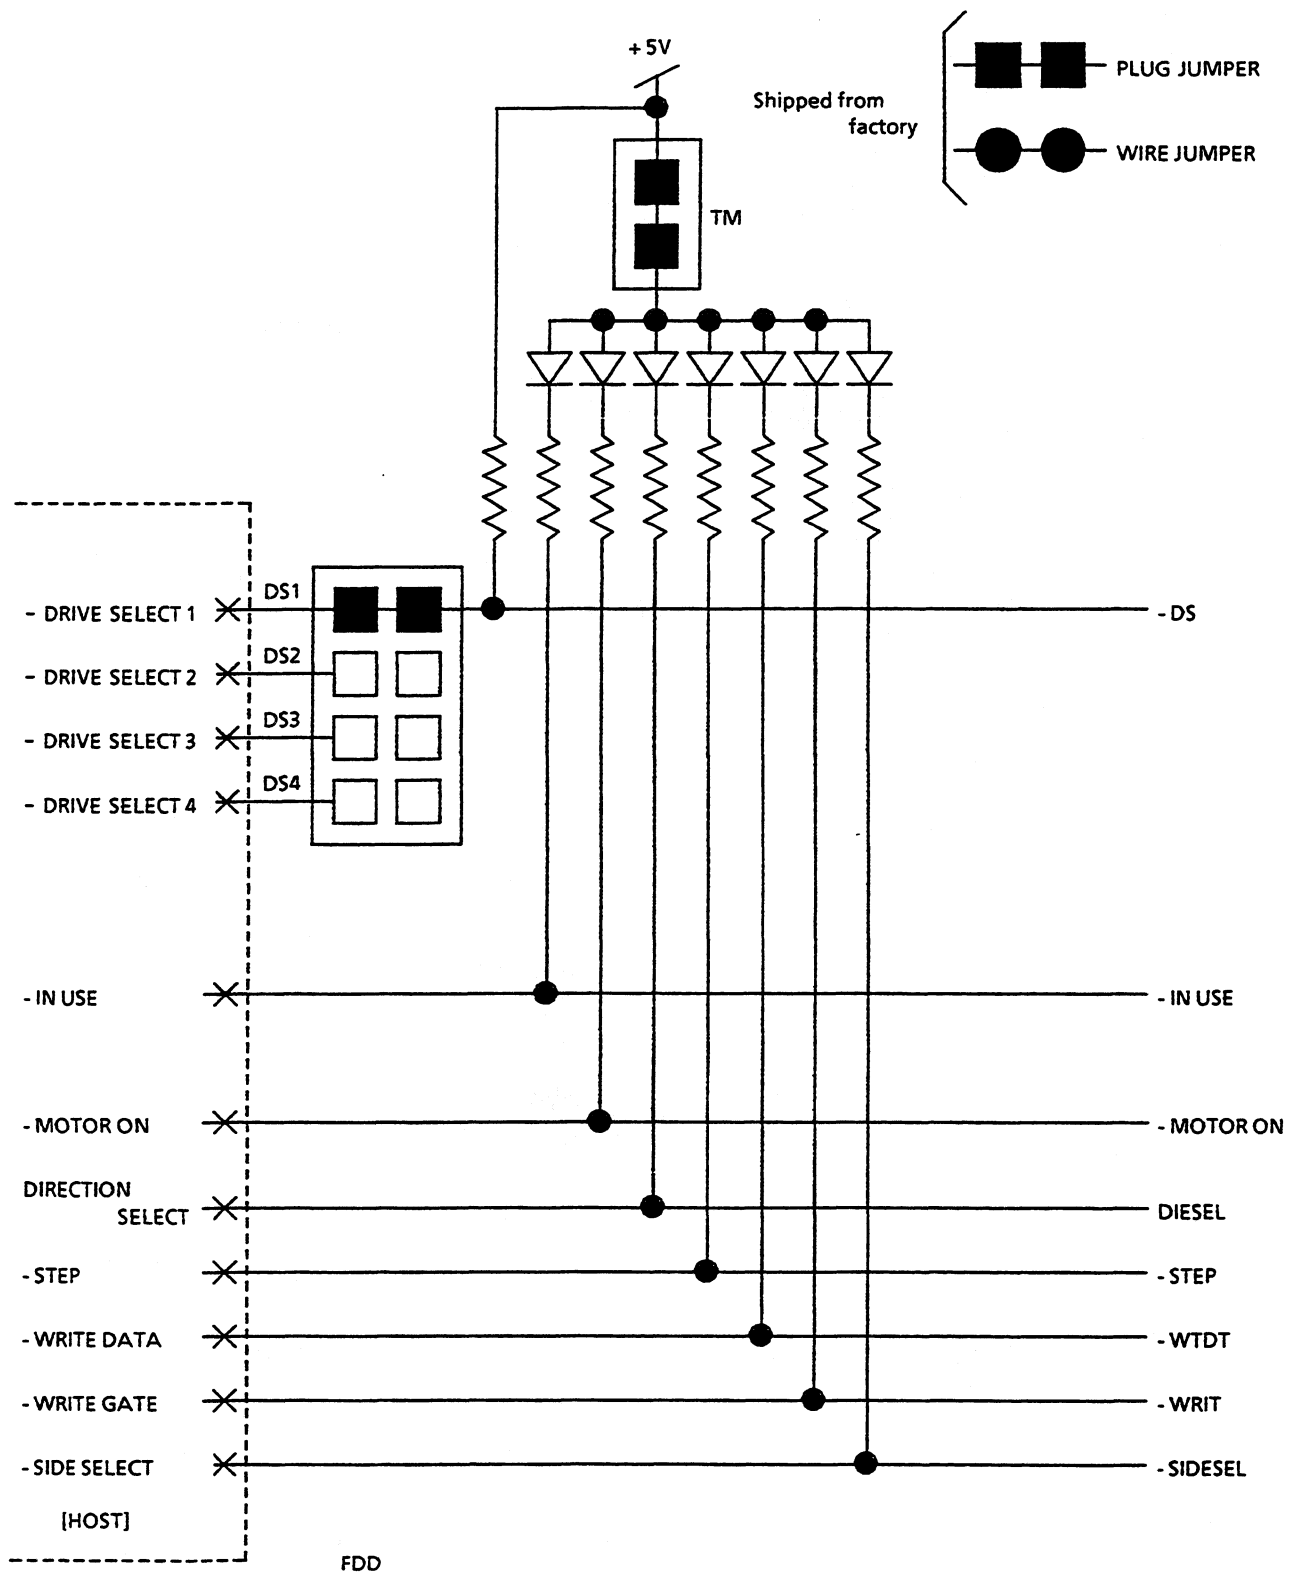 + 5V
Shipped from
factory
PLUG JUMPER
WIRE JUMPER
TM
DS1
- DRIVE SELECT 1
- DS
DS2
- DRIVE SELECT 2
DS3
- DRIVE SELECT 3
DS4
- DRIVE SELECT 4
- IN USE
- IN USE
- MOTOR ON
- MOTOR ON
DIRECTION
SELECT
DIESEL
- STEP
- STEP
- WRITE DATA
- WTDT
- WRITE GATE
- WRIT
- SIDE SELECT
- SIDESEL
[HOST]
FDD